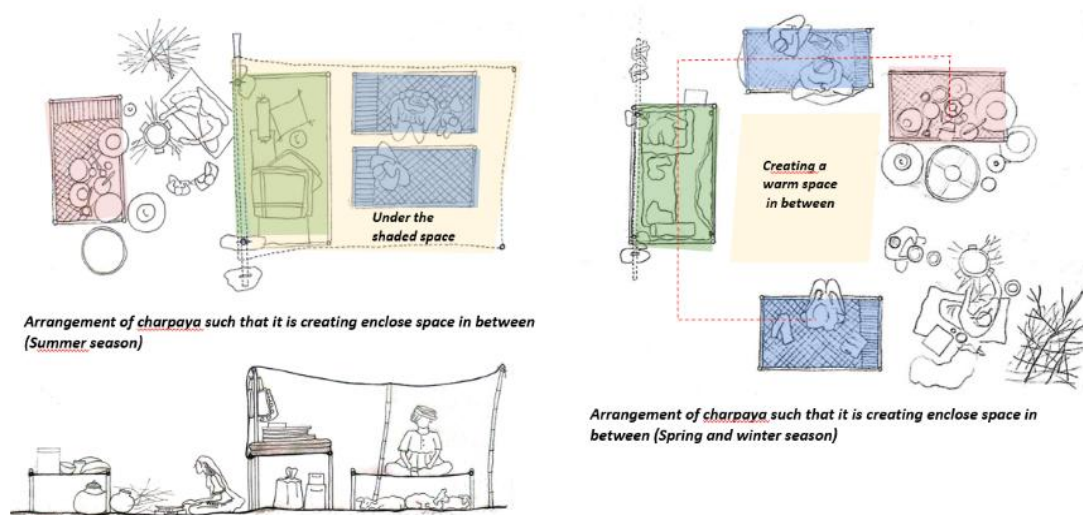 Under the
shaded space
Arrangement of charpaya such that it is creating enclose space in between
(Summer season)
Creating a
warm space
in between
Arrangement of charpaya such that it is creating enclose space in
between (Spring and winter season)